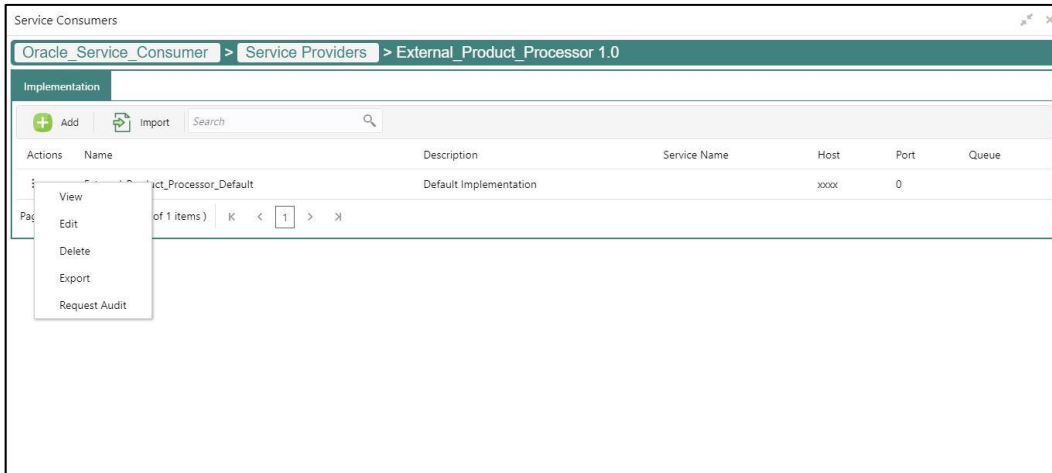 Service Consumers
Oracle_Service_Consumer > Service Providers > External_Product_Processor 1.0
Implementation
Add Import Search
Actions Name Description Service Name Host Port Queue
uct_Processor_Default Default Implementation xxxx 0
View
of 1 items ) 1
Edit
Delete
Export
Request Audit